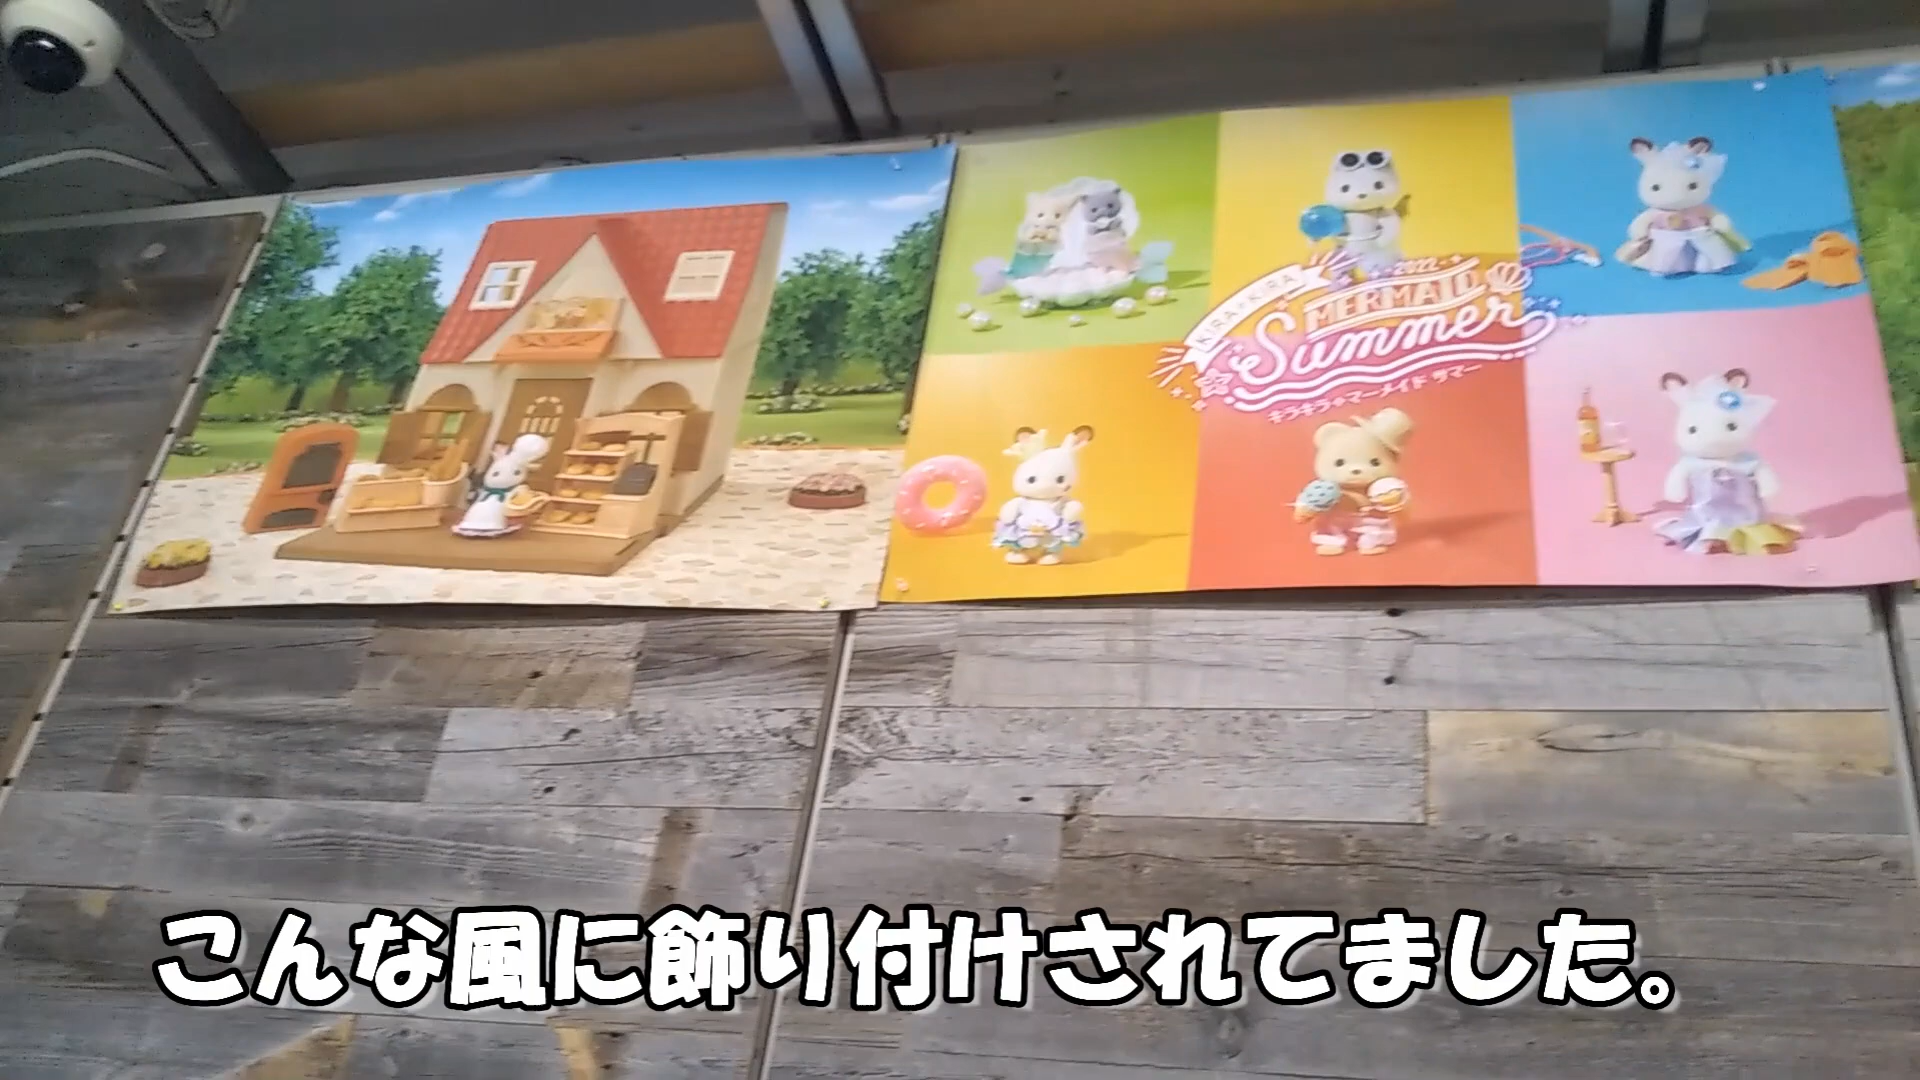 KIRA★KIRA
2022
MERMAID
Summer
キラキラ★マーメイド サマー
こんな風に飾り付けされてました。